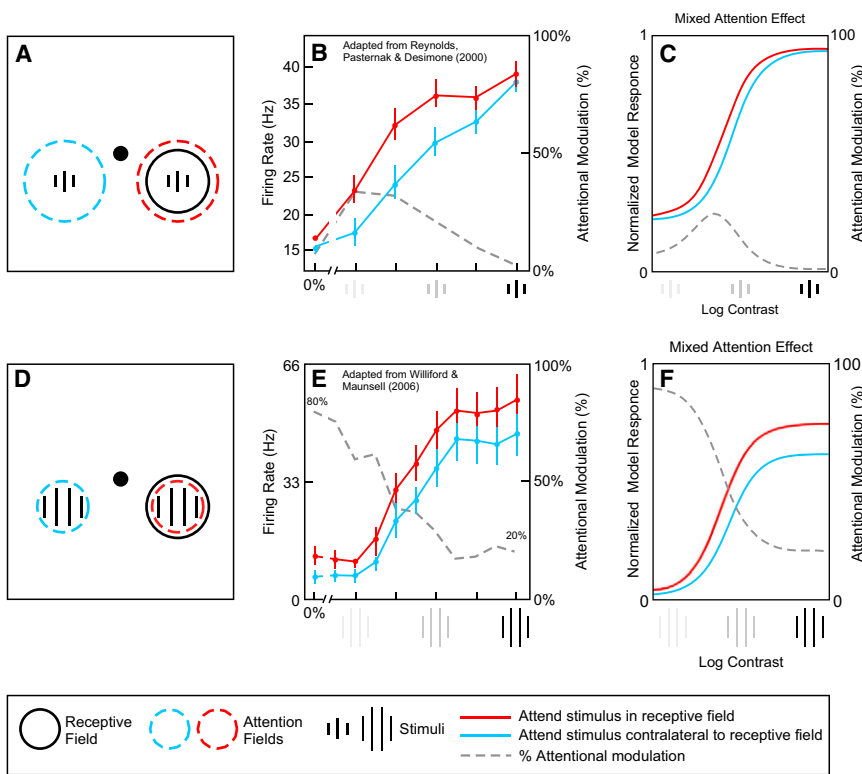 A
B
Adapted from Reynolds,
Pasternak & Desimone (2000)
Firing Rate (Hz)
40
35
30
25
20
15
0%
100%
50%
0%
Attentional Modulation (%)
Mixed Attention Effect
C
Normalized Model Responce
1
0
100
0
Attentional Modulation (%)
Log Contrast
D
E
Adapted from Williford &
Maunsell (2006)
Firing Rate (Hz)
66
33
0
0%
80%
20%
100%
50%
0%
Attentional Modulation (%)
Mixed Attention Effect
F
Normalized Model Responce
1
0
100
0
Attentional Modulation (%)
Log Contrast
Receptive
Field
Attention
Fields
Stimuli
Attend stimulus in receptive field
Attend stimulus contralateral to receptive field
% Attentional modulation